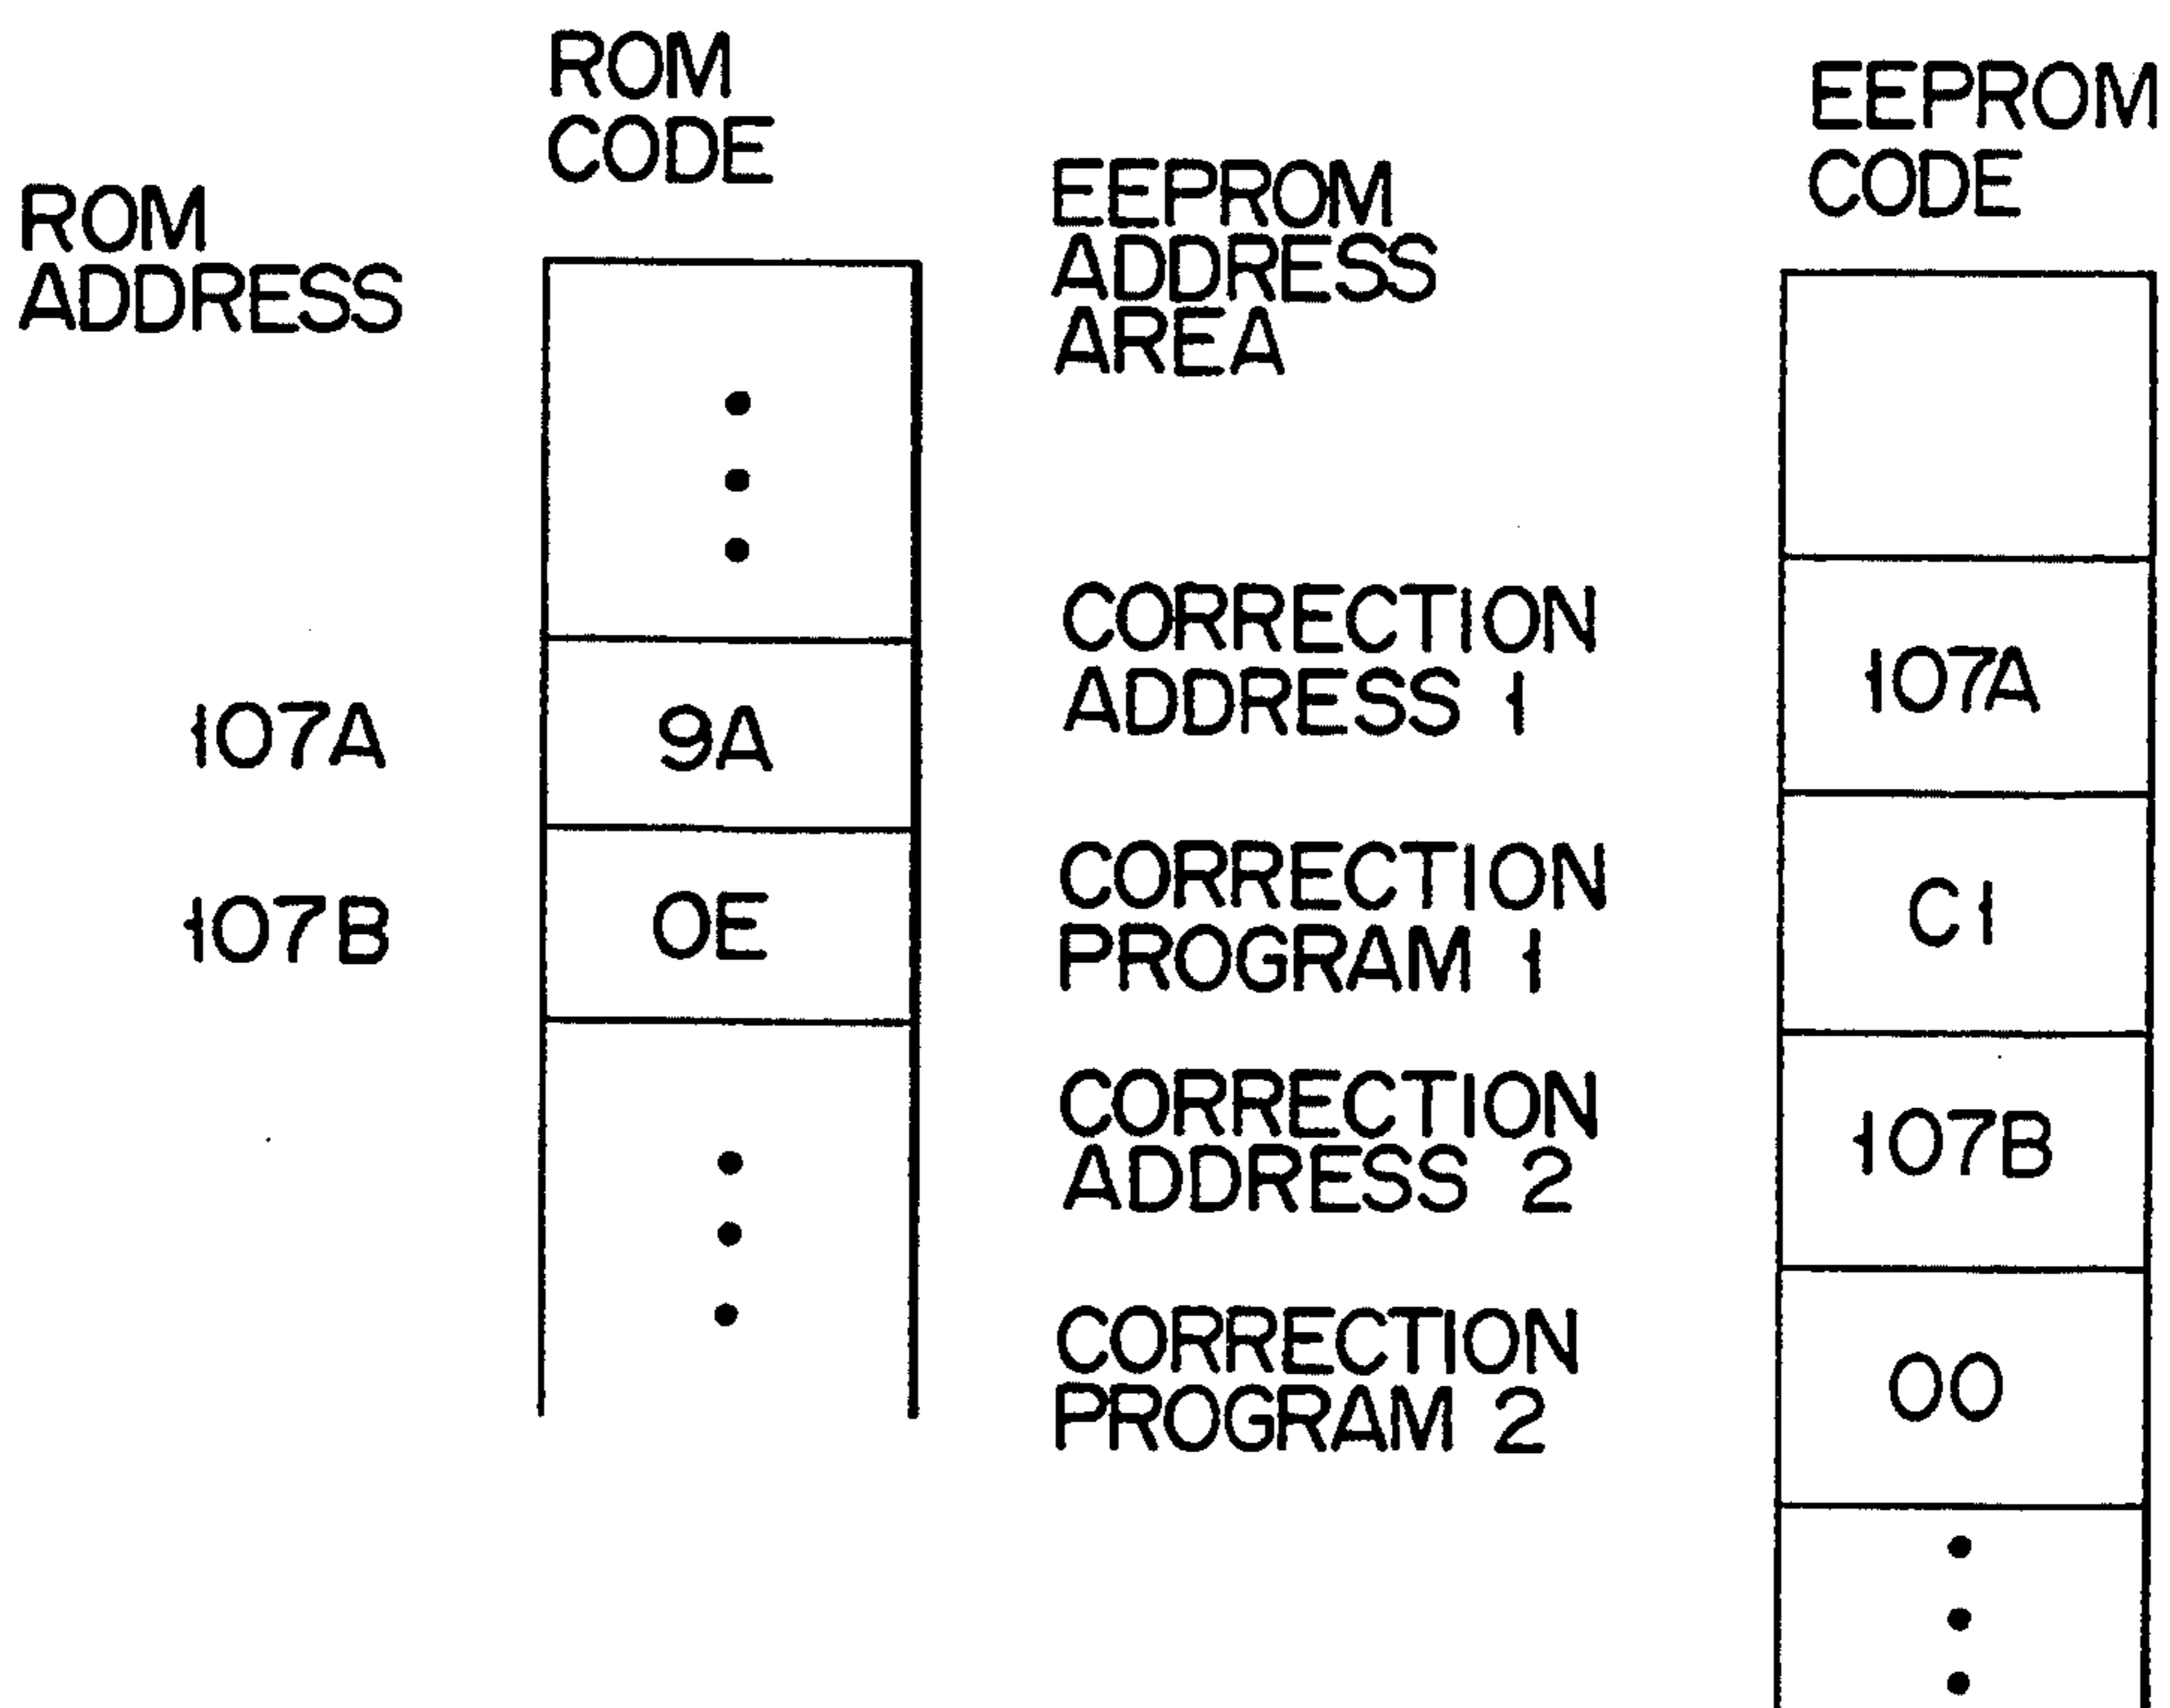 ROM
CODE
ROM
ADDRESS
107A
9A
107B
0E
EEPROM
CODE
EEPROM
ADDRESS
AREA
CORRECTION
ADDRESS 1
107A
CORRECTION
PROGRAM 1
C1
CORRECTION
ADDRESS 2
107B
CORRECTION
PROGRAM 2
00